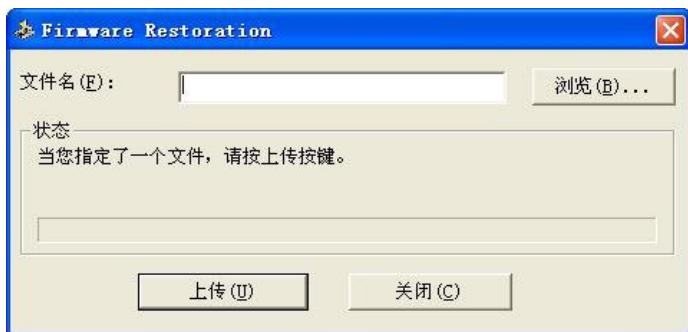 Firmware Restoration
文件名(F): 浏览(B)...
状态
当您指定了一个文件，请按上传按键。
上传(U) 关闭(C)